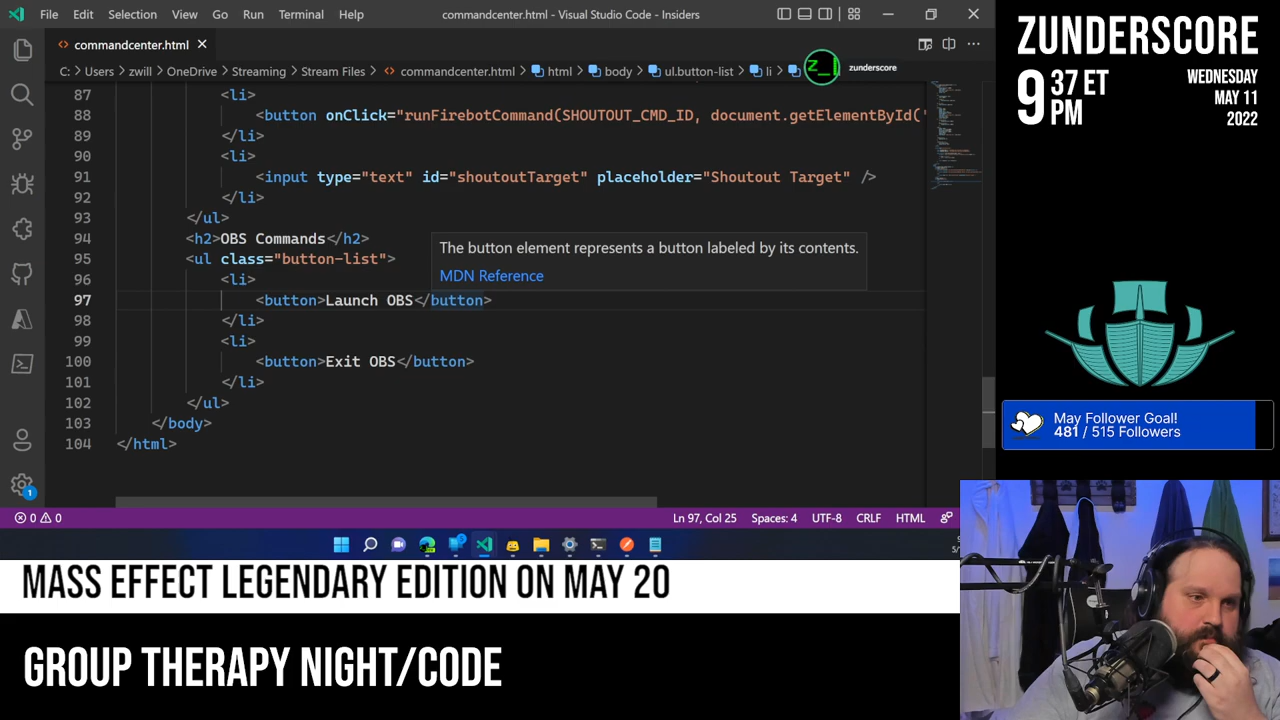 File Edit Selection View Go Run Terminal Help
commandcenter.html - Visual Studio Code - Insiders
commandcenter.html
C: > Users > zwill > OneDrive > Streaming > Stream Files > commandcenter.html > html > body > ul.button-list > li >
zunderscore
87 <li>
88 <button onClick="runFirebotCommand(SHOUTOUT_CMD_ID, document.getElementById('
89 </li>
90 <li>
91 <input type="text" id="shoutoutTarget" placeholder="Shoutout Target" />
92 </li>
93 </ul>
94 <h2>OBS Commands</h2>
95 <ul class="button-list">
96 <li>
97 <button>Launch OBS</button>
98 </li>
99 <li>
100 <button>Exit OBS</button>
101 </li>
102 </ul>
103 </body>
104 </html>
The button element represents a button labeled by its contents.
MDN Reference
1
0 0
Ln 97, Col 25 Spaces: 4 UTF-8 CRLF HTML
ZUNDERSCORE
9 37 ET
PM
WEDNESDAY
MAY 11
2022
May Follower Goal!
481 / 515 Followers
MASS EFFECT LEGENDARY EDITION ON MAY 20
GROUP THERAPY NIGHT/CODE